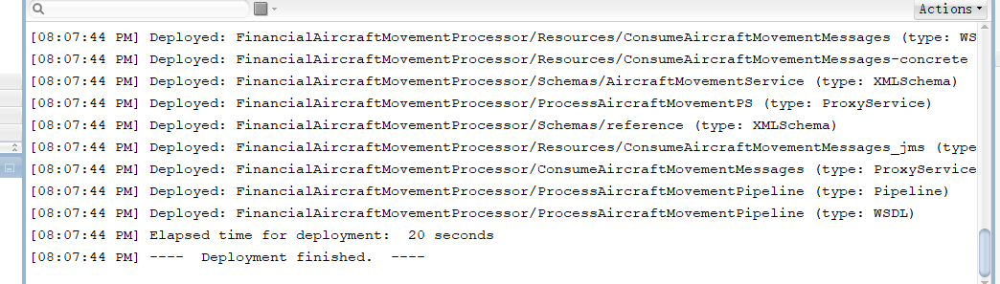 Actions
[08:07:44 PM] Deployed: FinancialAircraftMovementProcessor/Resources/ConsumeAircraftMovementMessages (type: WS
[08:07:44 PM] Deployed: FinancialAircraftMovementProcessor/Resources/ConsumeAircraftMovementMessages-concrete
[08:07:44 PM] Deployed: FinancialAircraftMovementProcessor/Schemas/AircraftMovementService (type: XMLSchema)
[08:07:44 PM] Deployed: FinancialAircraftMovementProcessor/ProcessAircraftMovementPS (type: ProxyService)
[08:07:44 PM] Deployed: FinancialAircraftMovementProcessor/Schemas/reference (type: XMLSchema)
[08:07:44 PM] Deployed: FinancialAircraftMovementProcessor/Resources/ConsumeAircraftMovementMessages_jms (type
[08:07:44 PM] Deployed: FinancialAircraftMovementProcessor/ConsumeAircraftMovementMessages (type: ProxyService
[08:07:44 PM] Deployed: FinancialAircraftMovementProcessor/ProcessAircraftMovementPipeline (type: Pipeline)
[08:07:44 PM] Deployed: FinancialAircraftMovementProcessor/ProcessAircraftMovementPipeline (type: WSDL)
[08:07:44 PM] Elapsed time for deployment:  20 seconds
[08:07:44 PM] ----  Deployment finished.  ----